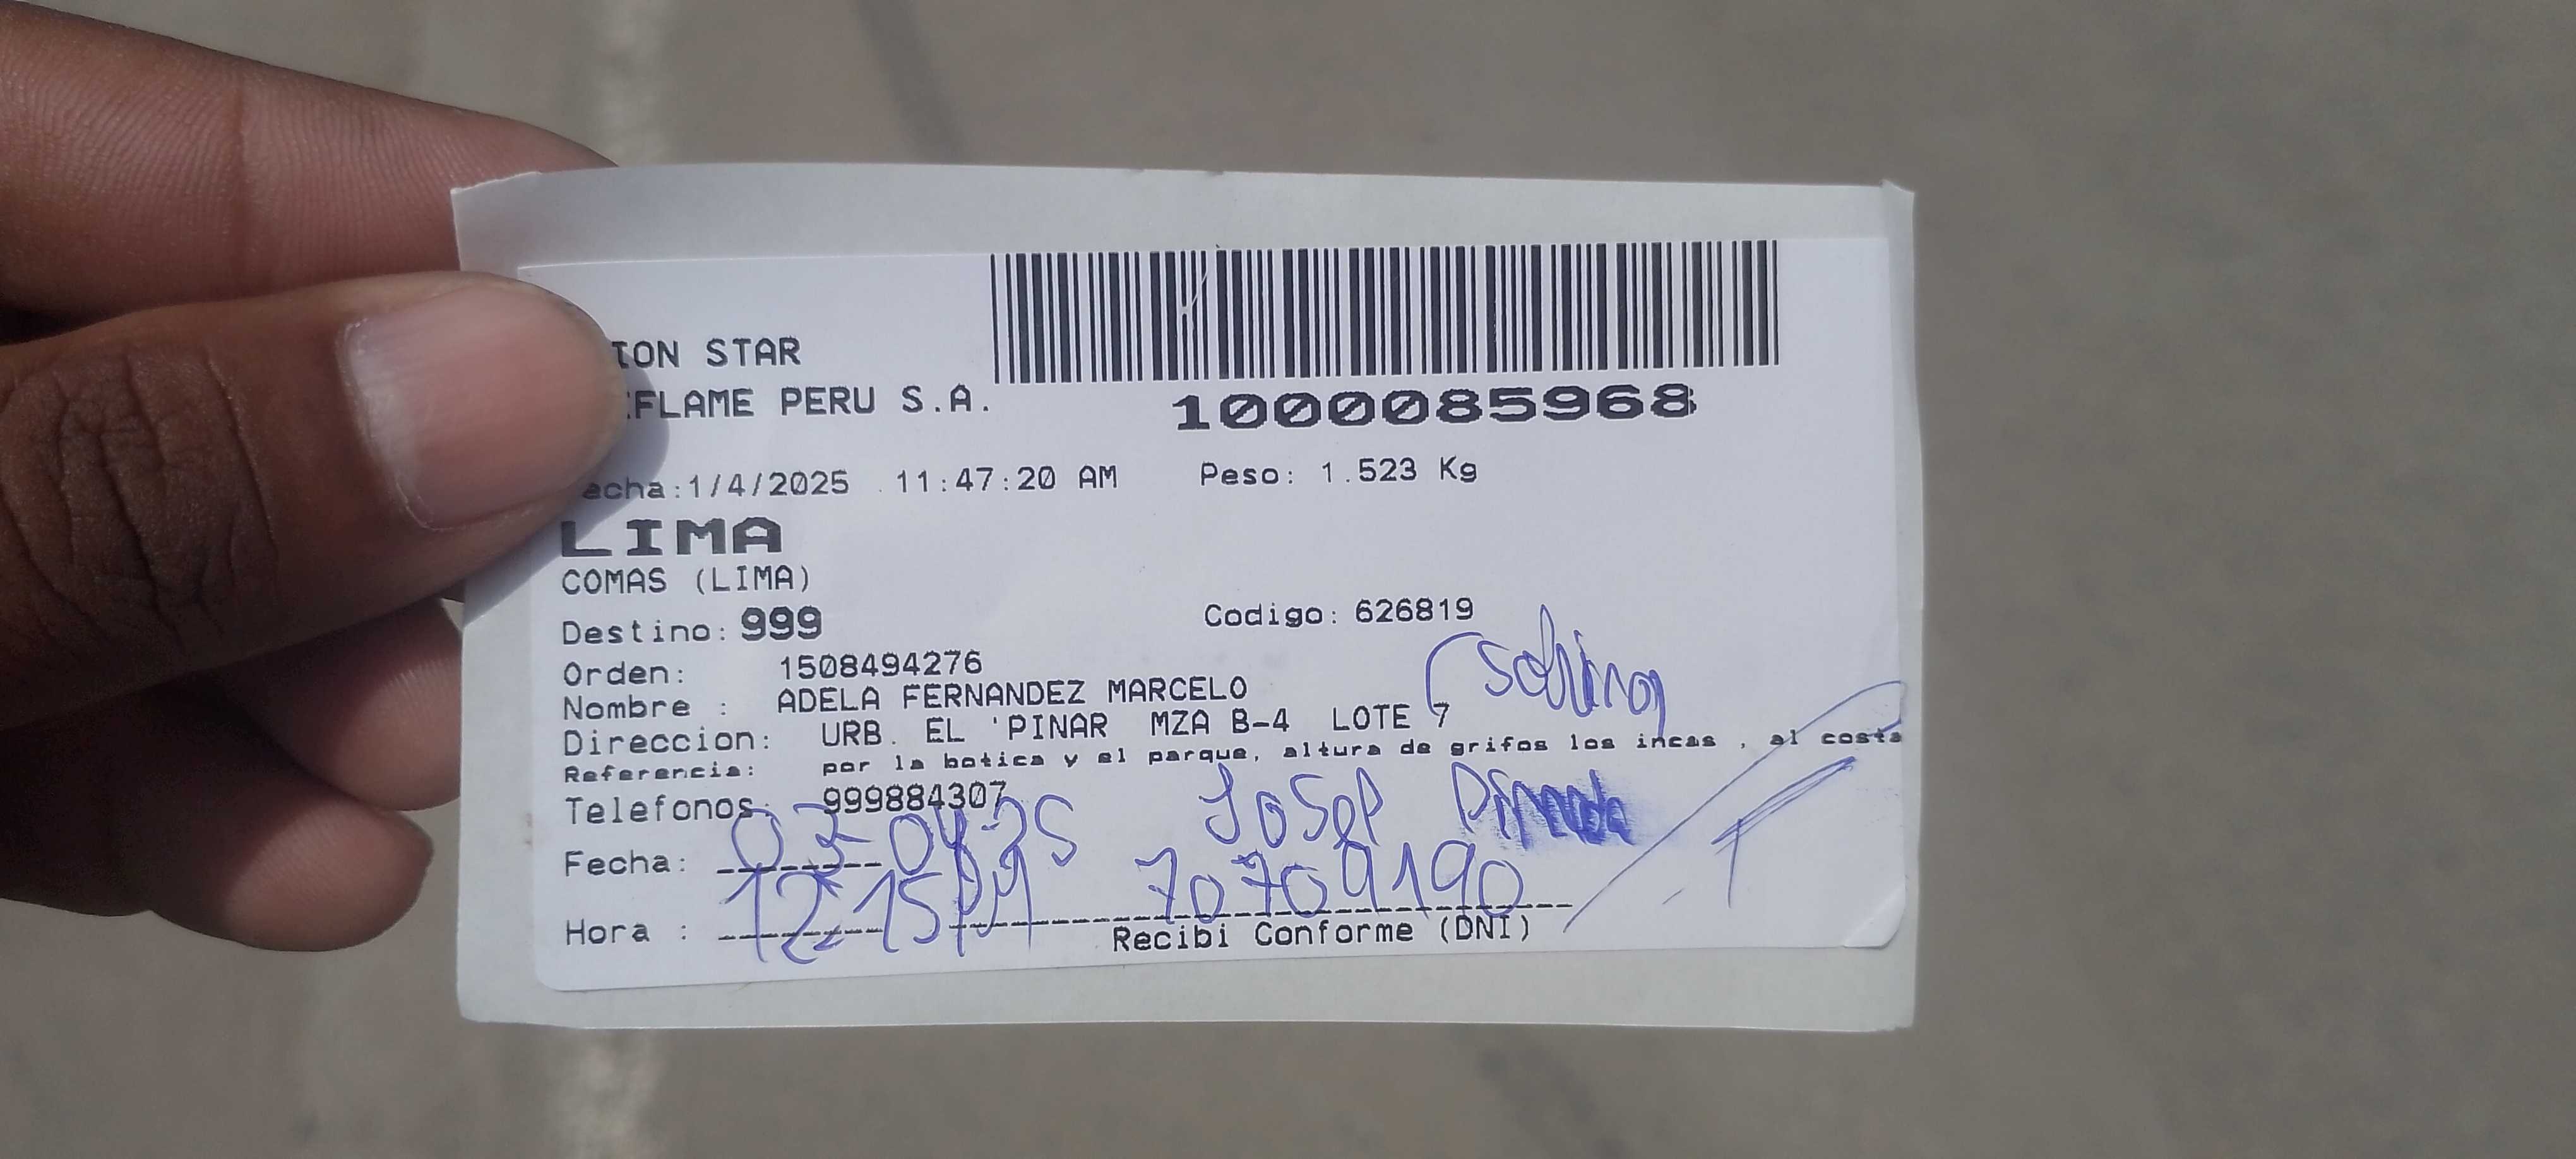 ION STAR
FLAME PERU S.A.
1000085968
acha:1/4/2025 11:47:20 AM Peso: 1.523 Kg
LIMA
COMAS (LIMA)
Destino: 999 Codigo: 626819
Orden: 1508494276
Nombre : ADELA FERNANDEZ MARCELO
Direccion: URB. EL 'PINAR MZA B-4 LOTE 7
Referencia: por la botica y el parque, altura de grifos los incas , al costa
Telefonos: 999884307
Fecha: 03-04-25 Josep
Hora : 12:15 PM 70709190
Recibi Conforme (DNI)